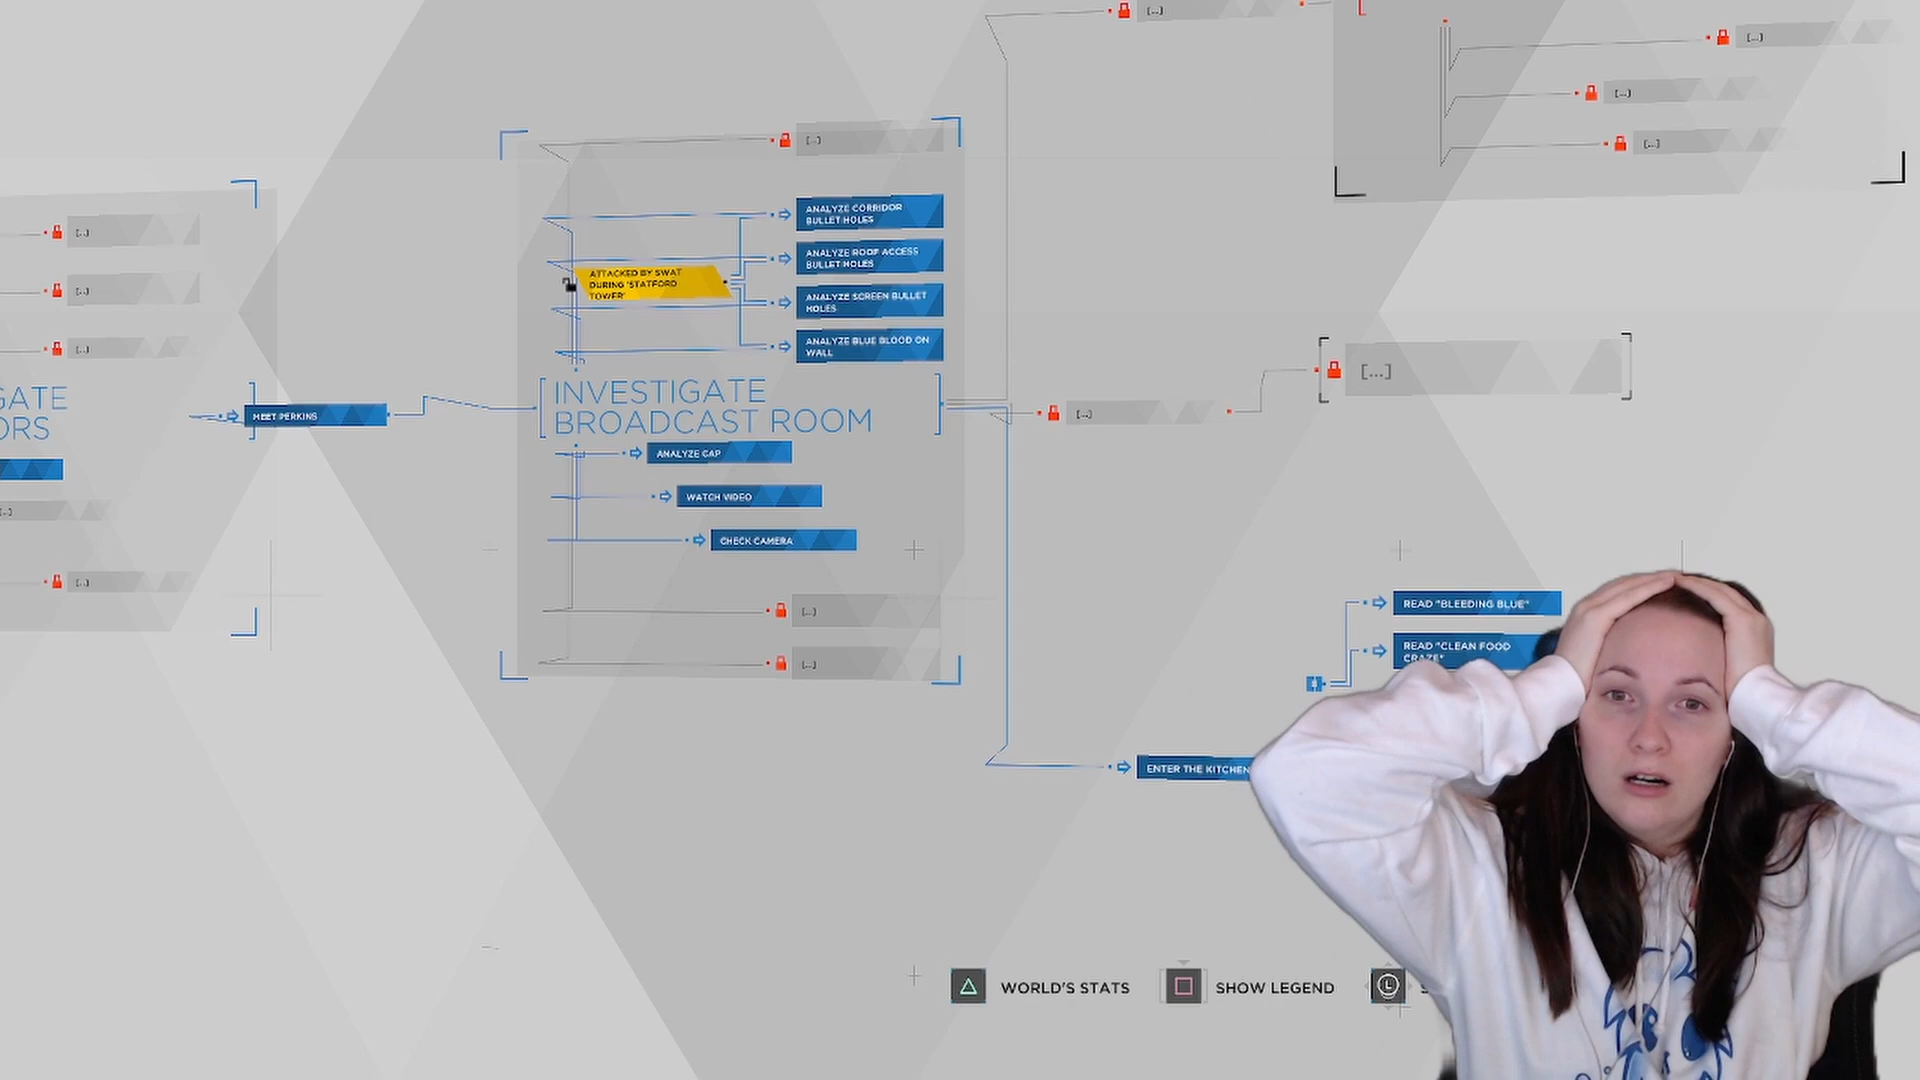 [...]
[...]
[...]
[...]
[...]
[...]
ANALYZE CORRIDOR
BULLET HOLES
[...]
ANALYZE ROOF ACCESS
BULLET HOLES
ATTACKED BY SWAT
DURING 'STATFORD
TOWER'
[...]
ANALYZE SCREEN BULLET
HOLES
[...]
ANALYZE BLUE BLOOD ON
WALL
[...]
GATE
ORS
MEET PERKINS
INVESTIGATE
BROADCAST ROOM
[...]
ANALYZE CAP
WATCH VIDEO
[...]
CHECK CAMERA
[...]
[...]
[...]
READ "BLEEDING BLUE"
READ "CLEAN FOOD
CRAZE"
ENTER THE KITCHEN
WORLD'S STATS
SHOW LEGEND
L